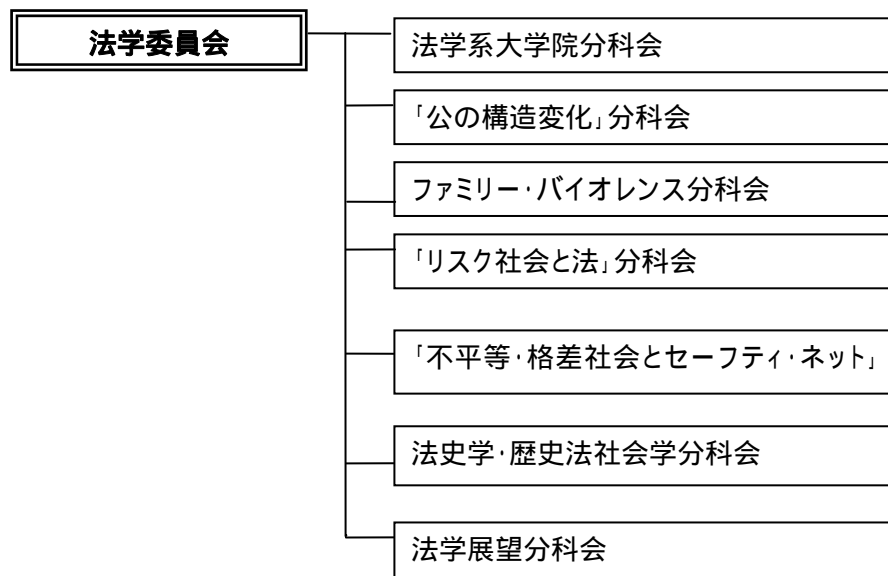 法学委員会
法学系大学院分科会
「公の構造変化」分科会
ファミリー・バイオレンス分科会
「リスク社会と法」分科会
「不平等・格差社会とセーフティ・ネット」
法史学・歴史法社会学分科会
法学展望分科会